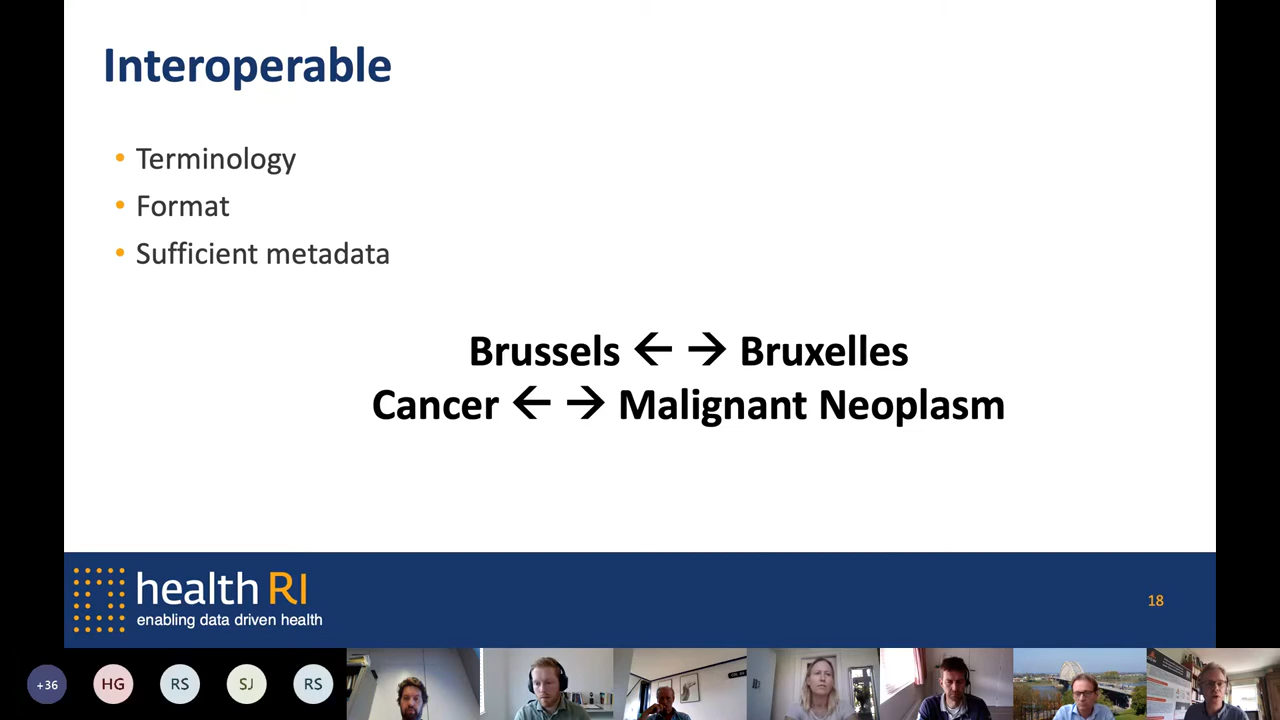 Interoperable
• Terminology
• Format
• Sufficient metadata
Brussels ← → Bruxelles
Cancer ← → Malignant Neoplasm
health RI
enabling data driven health
18
+36
HG
RS
SJ
RS